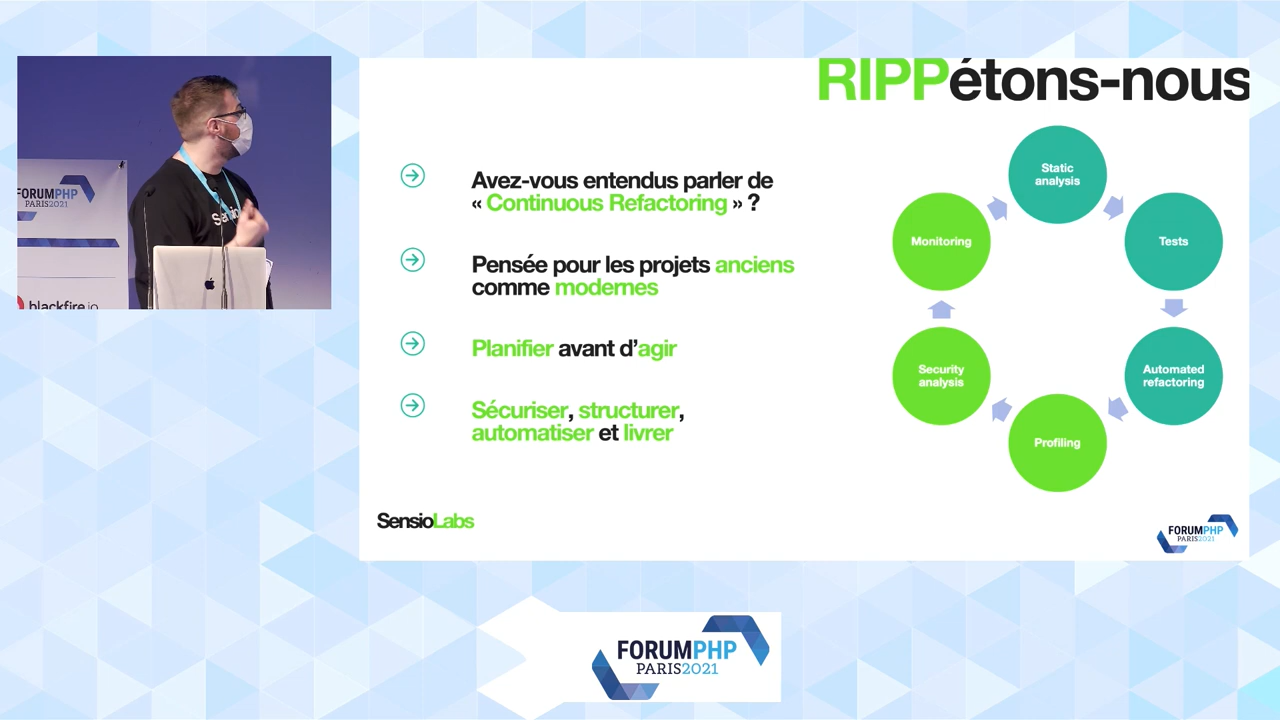 FORUMPHP
PARIS2021
blackfire.io
RIPPétons-nous
Avez-vous entendus parler de
« Continuous Refactoring » ?
Pensée pour les projets anciens
comme modernes
Planifier avant d’agir
Sécuriser, structurer,
automatiser et livrer
Static
analysis
Tests
Automated
refactoring
Profiling
Security
analysis
Monitoring
SensioLabs
FORUMPHP
PARIS2021
FORUMPHP
PARIS2021